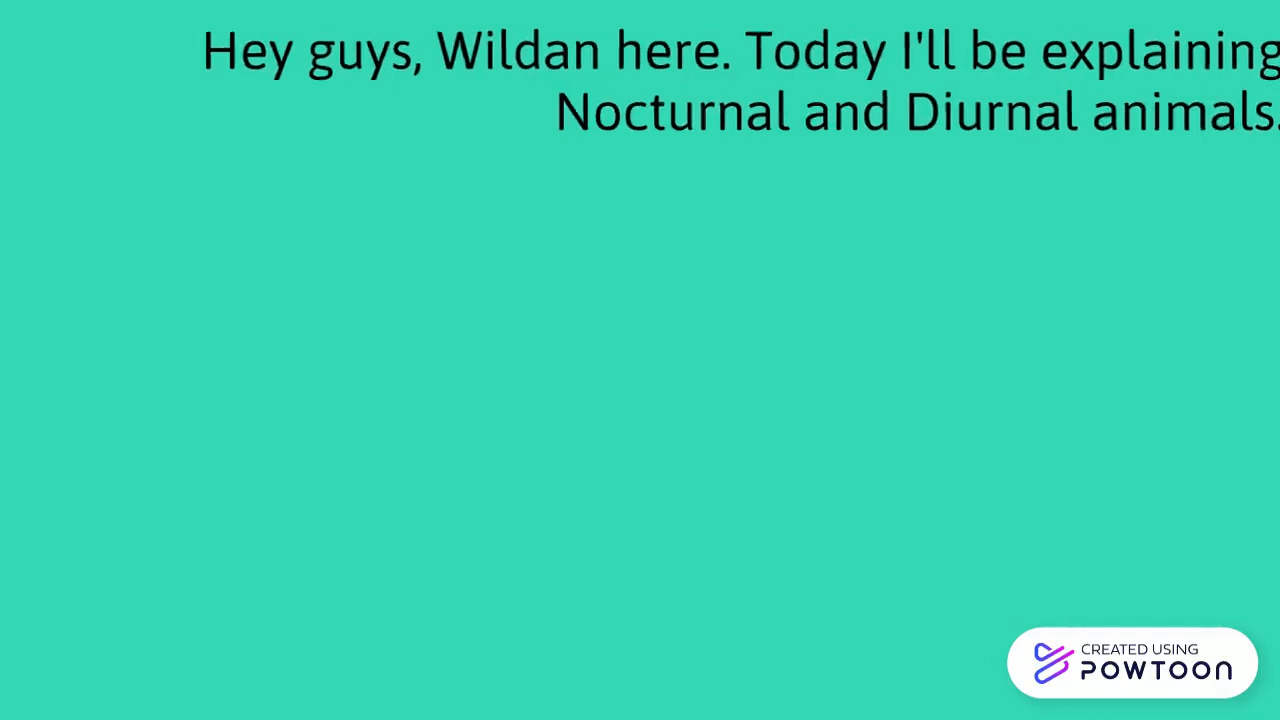 Hey guys, Wildan here. Today I'll be explaining
Nocturnal and Diurnal animals.
CREATED USING
POWTOON